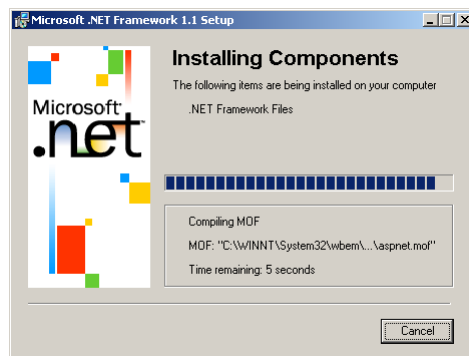 Microsoft .NET Framework 1.1 Setup
Installing Components
The following items are being installed on your computer
.NET Framework Files
Microsoft
.net
Compiling MOF
MOF: "C:\WINNT\System32\wbem\...\aspnet.mof"
Time remaining: 5 seconds
Cancel